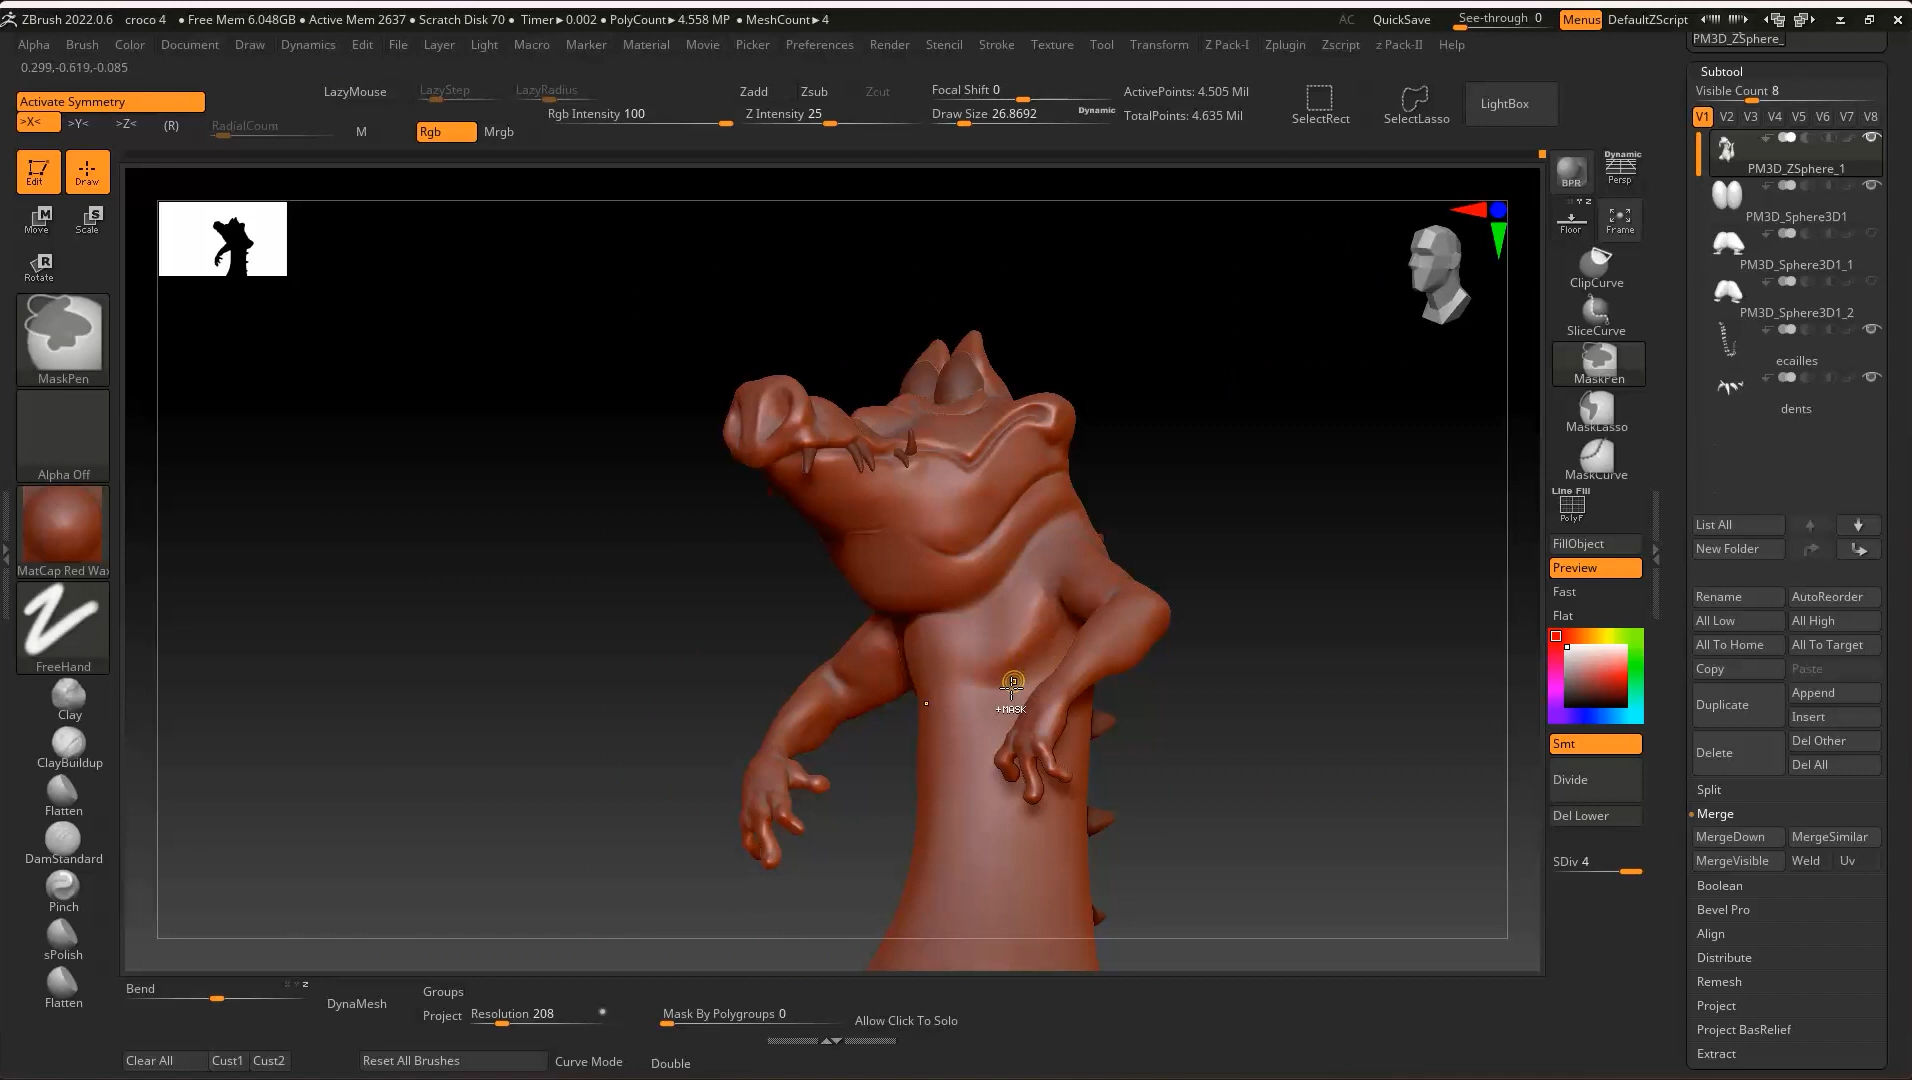 ZBrush 2022.0.6 croco 4 • Free Mem 6.048GB • Active Mem 2637 • Scratch Disk 70 • Timer▶0.002 • PolyCount▶4.558 MP • MeshCount▶4
AC QuickSave See-through 0 Menus DefaultZScript
Alpha Brush Color Document Draw Dynamics Edit File Layer Light Macro Marker Material Movie Picker Preferences Render Stencil Stroke Texture Tool Transform Z Pack-I Zplugin Zscript z Pack-II Help
PM3D_ZSphere_
0.299,-0.619,-0.085
Activate Symmetry
>X< >Y< >Z< (R) RadialCount
LazyMouse LazyStep LazyRadius
M Rgb Mrgb
Rgb Intensity 100
Zadd Zsub Zcut
Z Intensity 25
Focal Shift 0
Draw Size 26.8692 Dynamic
ActivePoints: 4.505 Mil
TotalPoints: 4.635 Mil
SelectRect
SelectLasso
LightBox
Edit
Draw
Move
Scale
Rotate
MaskPen
Alpha Off
MatCap Red Wax
FreeHand
Clay
ClayBuildup
Flatten
DamStandard
Pinch
sPolish
Flatten
+MASK
BPR
Dynamic
Persp
Floor
Frame
ClipCurve
SliceCurve
MaskPen
MaskLasso
MaskCurve
Line Fill
PolyF
FillObject
Preview
Fast
Flat
Smt
Divide
Del Lower
SDiv 4
Subtool
Visible Count 8
V1 V2 V3 V4 V5 V6 V7 V8
PM3D_ZSphere_1
PM3D_Sphere3D1
PM3D_Sphere3D1_1
PM3D_Sphere3D1_2
ecailles
dents
List All
New Folder
Rename AutoReorder
All Low All High
All To Home All To Target
Copy Paste
Duplicate
Append
Insert
Delete
Del Other
Del All
Split
Merge
MergeDown MergeSimilar
MergeVisible Weld Uv
Boolean
Bevel Pro
Align
Distribute
Remesh
Project
Project BasRelief
Extract
Bend
DynaMesh
Groups
Project
Resolution 208
Mask By Polygroups 0
Allow Click To Solo
Clear All Cust1 Cust2
Reset All Brushes
Curve Mode
Double